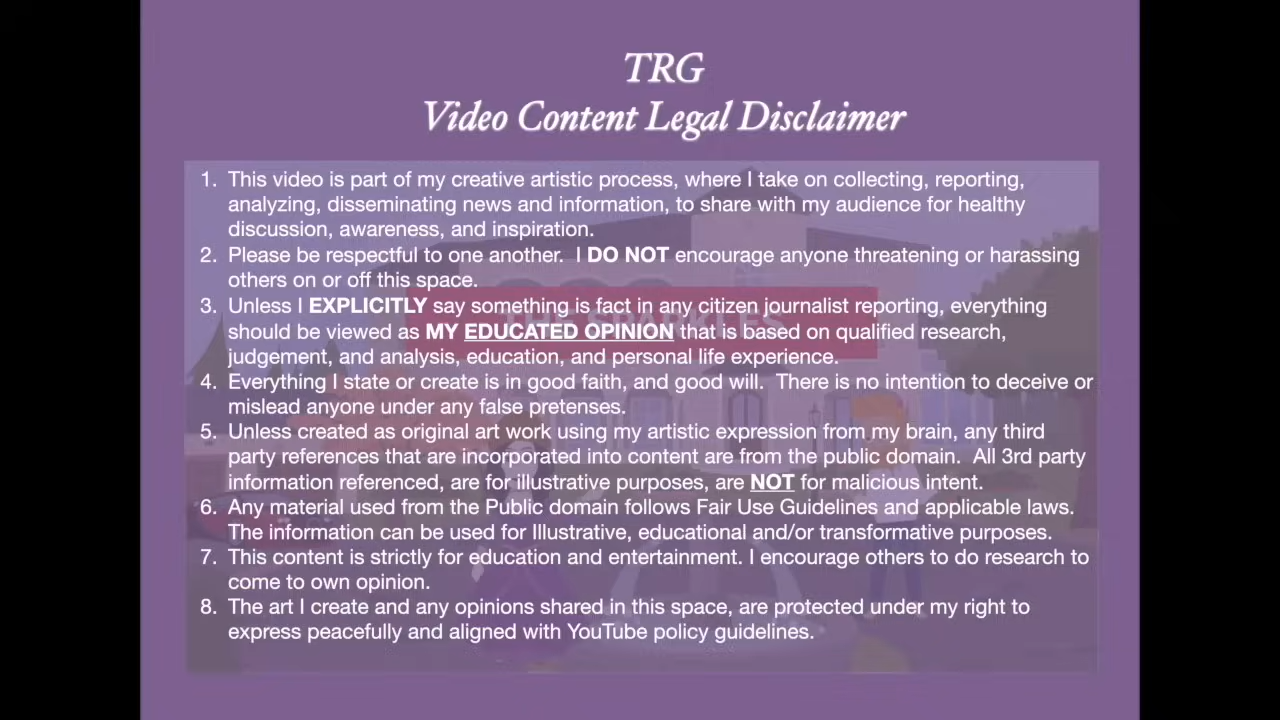 TRG
Video Content Legal Disclaimer
1. This video is part of my creative artistic process, where I take on collecting, reporting,
analyzing, disseminating news and information, to share with my audience for healthy
discussion, awareness, and inspiration.
2. Please be respectful to one another.  I DO NOT encourage anyone threatening or harassing
others on or off this space.
3. Unless I EXPLICITLY say something is fact in any citizen journalist reporting, everything
should be viewed as MY EDUCATED OPINION that is based on qualified research,
judgement, and analysis, education, and personal life experience.
4. Everything I state or create is in good faith, and good will.  There is no intention to deceive or
mislead anyone under any false pretenses.
5. Unless created as original art work using my artistic expression from my brain, any third
party references that are incorporated into content are from the public domain.  All 3rd party
information referenced, are for illustrative purposes, are NOT for malicious intent.
6. Any material used from the Public domain follows Fair Use Guidelines and applicable laws.
The information can be used for Illustrative, educational and/or transformative purposes.
7. This content is strictly for education and entertainment. I encourage others to do research to
come to own opinion.
8. The art I create and any opinions shared in this space, are protected under my right to
express peacefully and aligned with YouTube policy guidelines.